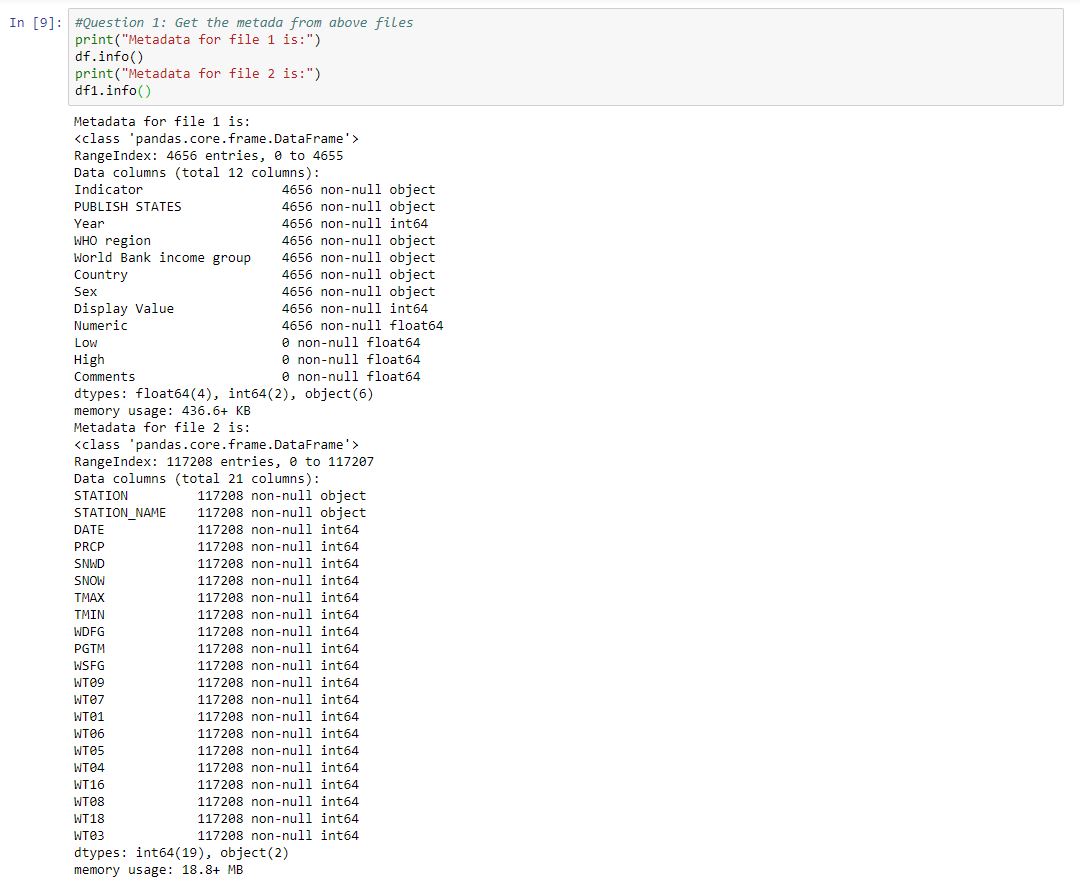 In [9]: #Question 1: Get the metada from above files
print("Metadata for file 1 is:")
df.info()
print("Metadata for file 2 is:")
df1.info()
Metadata for file 1 is:
<class 'pandas.core.frame.DataFrame'>
RangeIndex: 4656 entries, 0 to 4655
Data columns (total 12 columns):
Indicator                  4656 non-null object
PUBLISH STATES             4656 non-null object
Year                       4656 non-null int64
WHO region                 4656 non-null object
World Bank income group    4656 non-null object
Country                    4656 non-null object
Sex                        4656 non-null object
Display Value              4656 non-null int64
Numeric                    4656 non-null float64
Low                        0 non-null float64
High                       0 non-null float64
Comments                   0 non-null float64
dtypes: float64(4), int64(2), object(6)
memory usage: 436.6+ KB
Metadata for file 2 is:
<class 'pandas.core.frame.DataFrame'>
RangeIndex: 117208 entries, 0 to 117207
Data columns (total 21 columns):
STATION         117208 non-null object
STATION_NAME    117208 non-null object
DATE            117208 non-null int64
PRCP            117208 non-null int64
SNWD            117208 non-null int64
SNOW            117208 non-null int64
TMAX            117208 non-null int64
TMIN            117208 non-null int64
WDFG            117208 non-null int64
PGTM            117208 non-null int64
WSFG            117208 non-null int64
WT09            117208 non-null int64
WT07            117208 non-null int64
WT01            117208 non-null int64
WT06            117208 non-null int64
WT05            117208 non-null int64
WT04            117208 non-null int64
WT16            117208 non-null int64
WT08            117208 non-null int64
WT18            117208 non-null int64
WT03            117208 non-null int64
dtypes: int64(19), object(2)
memory usage: 18.8+ MB